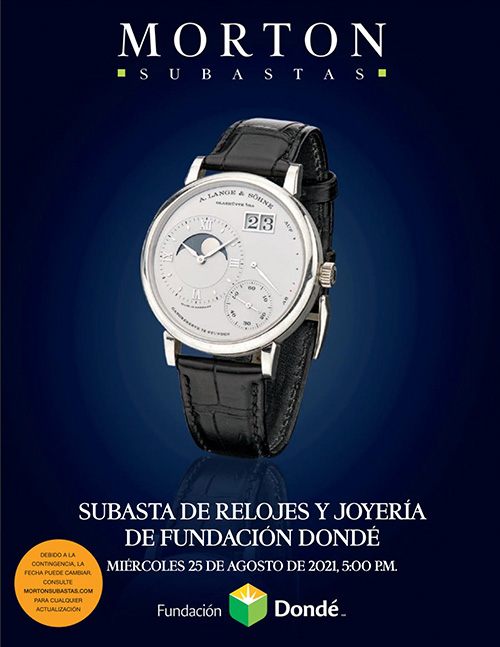 MORTON
SUBASTAS
A. LANGE & SÖHNE
GLASHÜTTE I/SA
23
AUF
AB
60
XII
SUBASTA DE RELOJES Y JOYERÍA
DE FUNDACIÓN DONDÉ
MIÉRCOLES 25 DE AGOSTO DE 2021, 5:00 P.M.
DEBIDO A LA
CONTINGENCIA, LA
FECHA PUEDE CAMBIAR.
CONSULTE
MORTONSUBASTAS.COM
PARA CUALQUIER
ACTUALIZACIÓN
Fundación Dondé